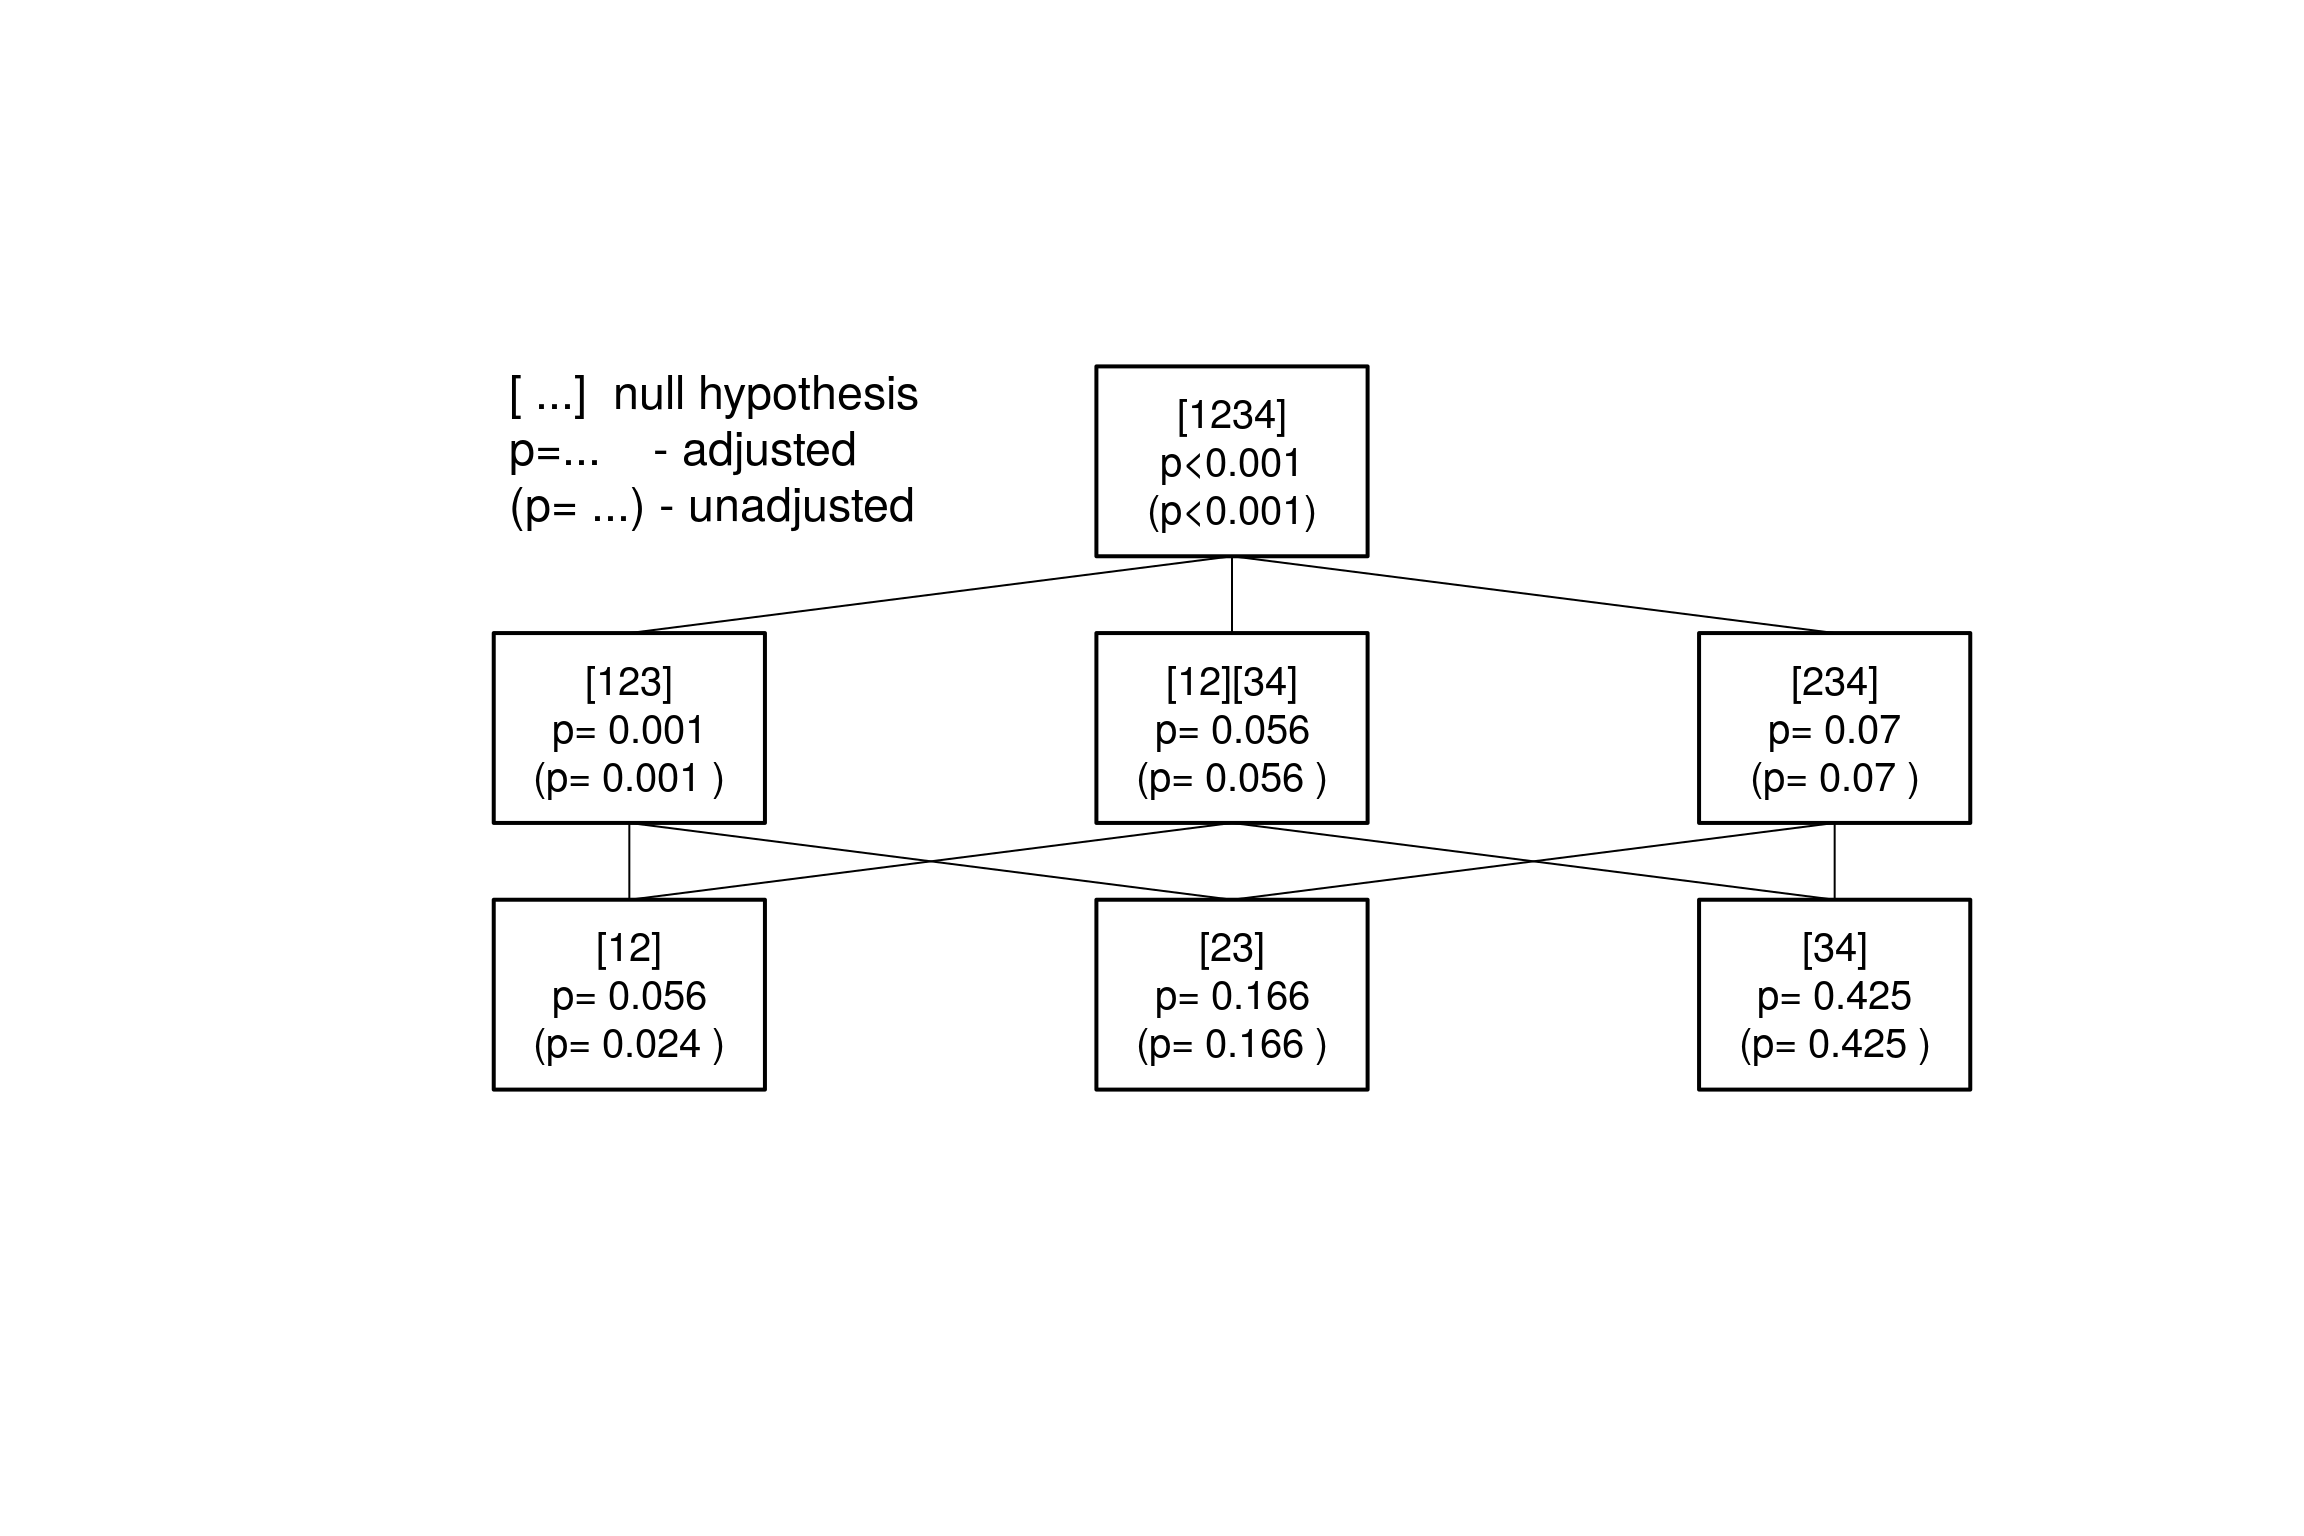 [ ...]  null hypothesis
p=...    - adjusted
(p= ...) - unadjusted
[1234]
p<0.001
(p<0.001)
[123]
p= 0.001
(p= 0.001 )
[12][34]
p= 0.056
(p= 0.056 )
[234]
p= 0.07
(p= 0.07 )
[12]
p= 0.056
(p= 0.024 )
[23]
p= 0.166
(p= 0.166 )
[34]
p= 0.425
(p= 0.425 )